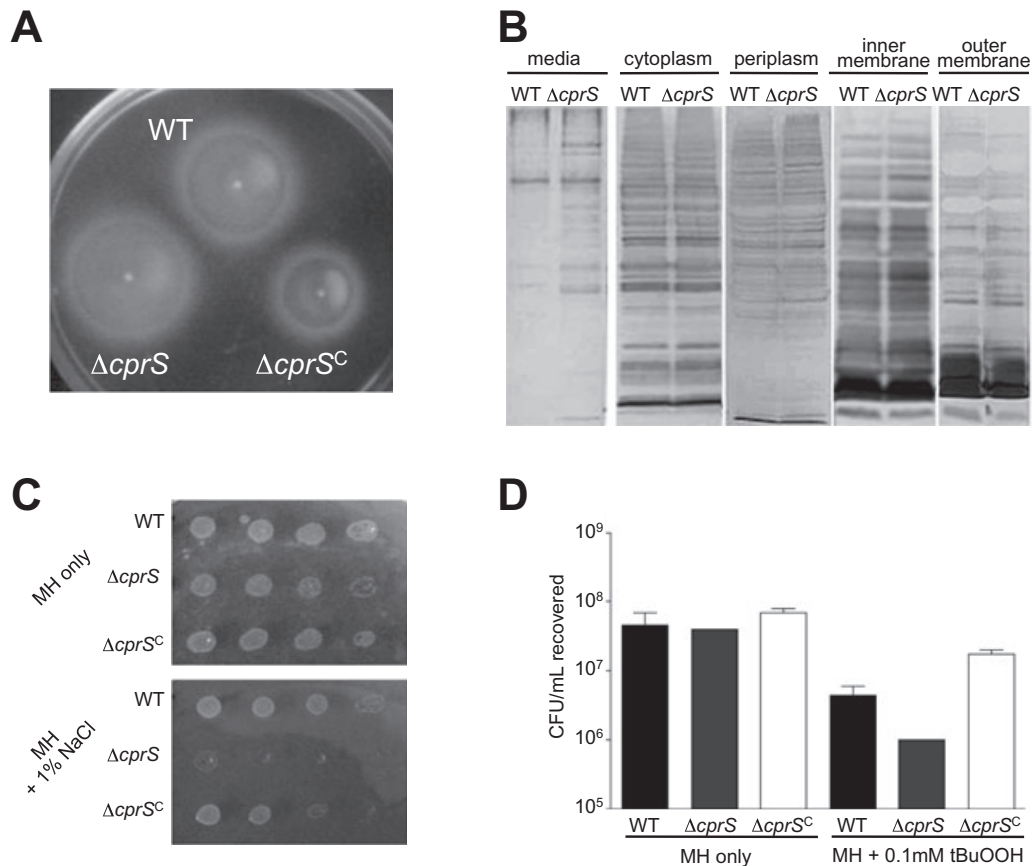 A
WT
ΔcprS
ΔcprSC
B
media
cytoplasm
periplasm
inner membrane
outer membrane
WT ΔcprS
WT ΔcprS
WT ΔcprS
WT ΔcprS
WT ΔcprS
C
MH only
WT
ΔcprS
ΔcprSC
MH + 1% NaCl
WT
ΔcprS
ΔcprSC
D
CFU/mL recovered
10⁹
10⁸
10⁷
10⁶
10⁵
WT ΔcprS ΔcprSC WT ΔcprS ΔcprSC
MH only MH + 0.1mM tBuOOH